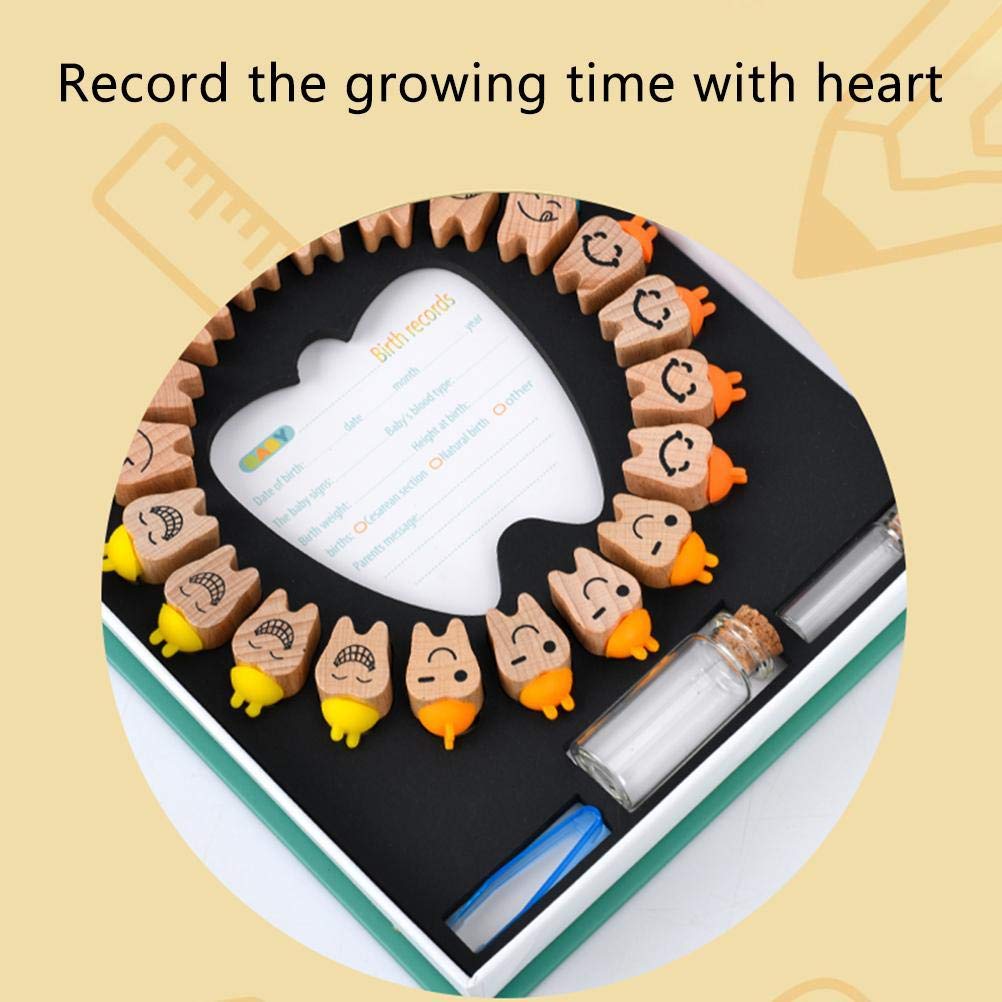 Record the growing time with heart
Birth records
BABY
date month year
Date of birth: Baby's blood type:
The baby signs: Height at birth:
Birth weight: Natural birth other
births: Cesarean section
Parents message: